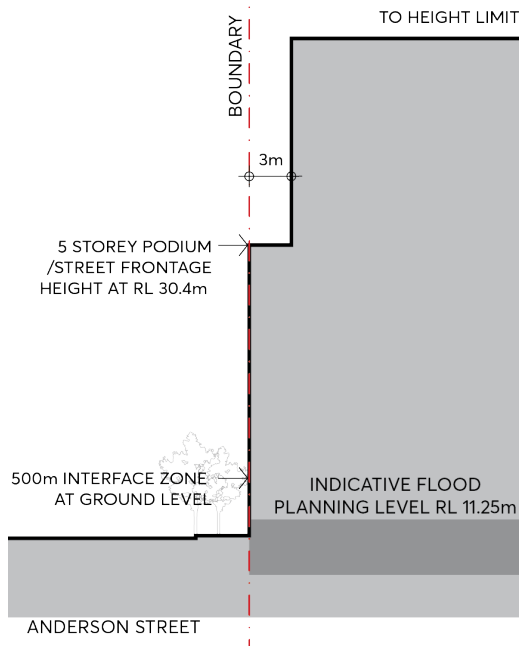 TO HEIGHT LIMIT
BOUNDARY
3m
5 STOREY PODIUM
/STREET FRONTAGE
HEIGHT AT RL 30.4m
500m INTERFACE ZONE
AT GROUND LEVEL
INDICATIVE FLOOD
PLANNING LEVEL RL 11.25m
ANDERSON STREET